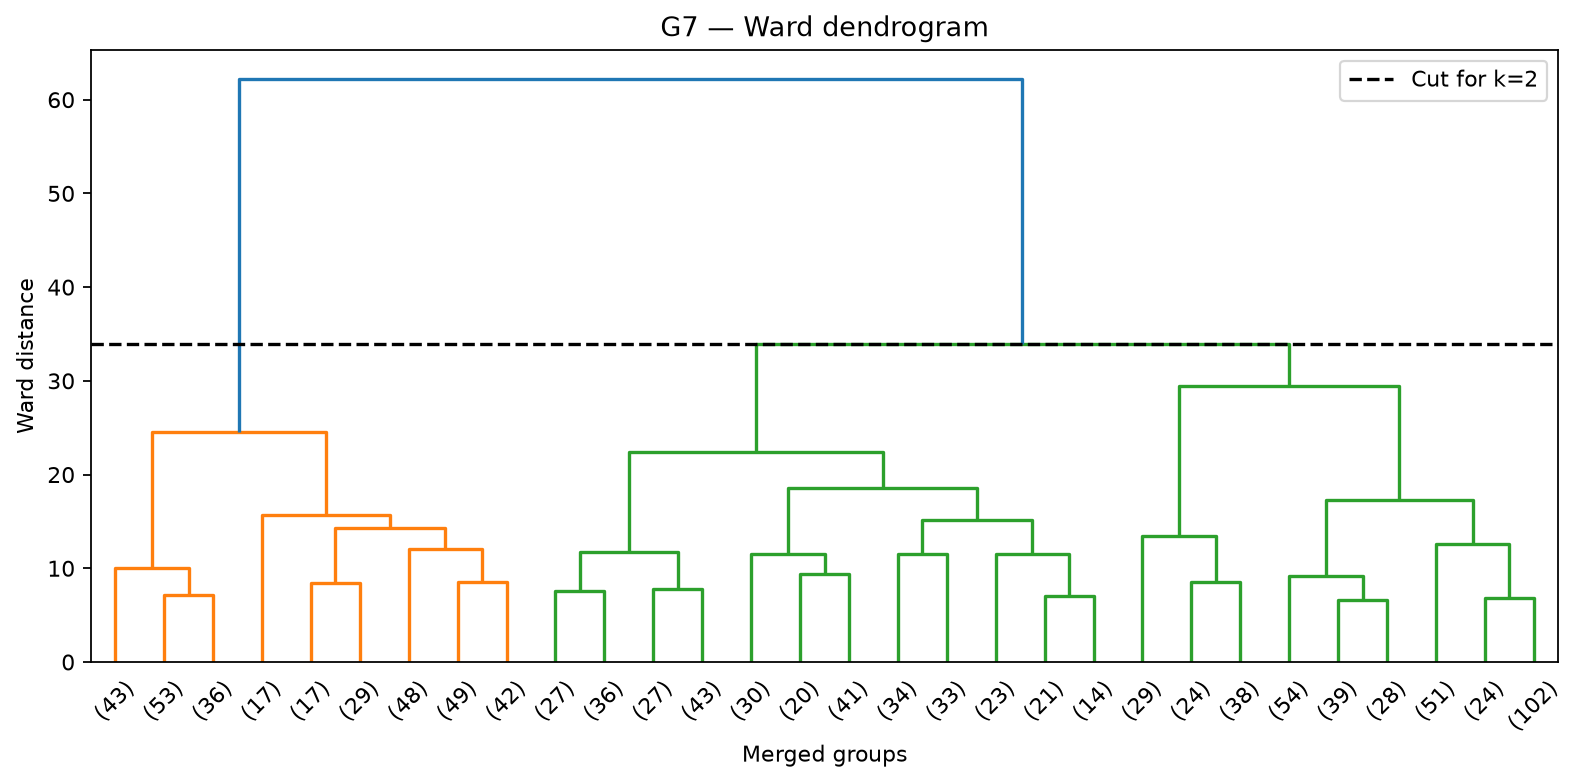 G7 — Ward dendrogram
Cut for k=2
Ward distance
60
50
40
30
20
10
0
(43) (53) (36) (17) (17) (29) (48) (49) (42) (27) (36) (27) (43) (30) (20) (41) (34) (33) (23) (21) (14) (29) (24) (38) (54) (39) (28) (51) (24) (102)
Merged groups